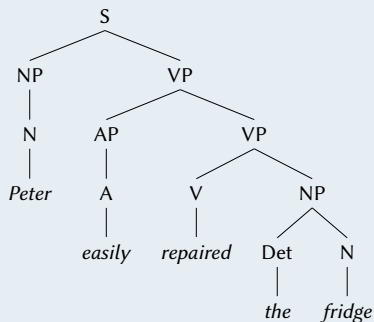 S
NP VP
N AP VP
Peter A V NP
easily repaired Det N
the fridge